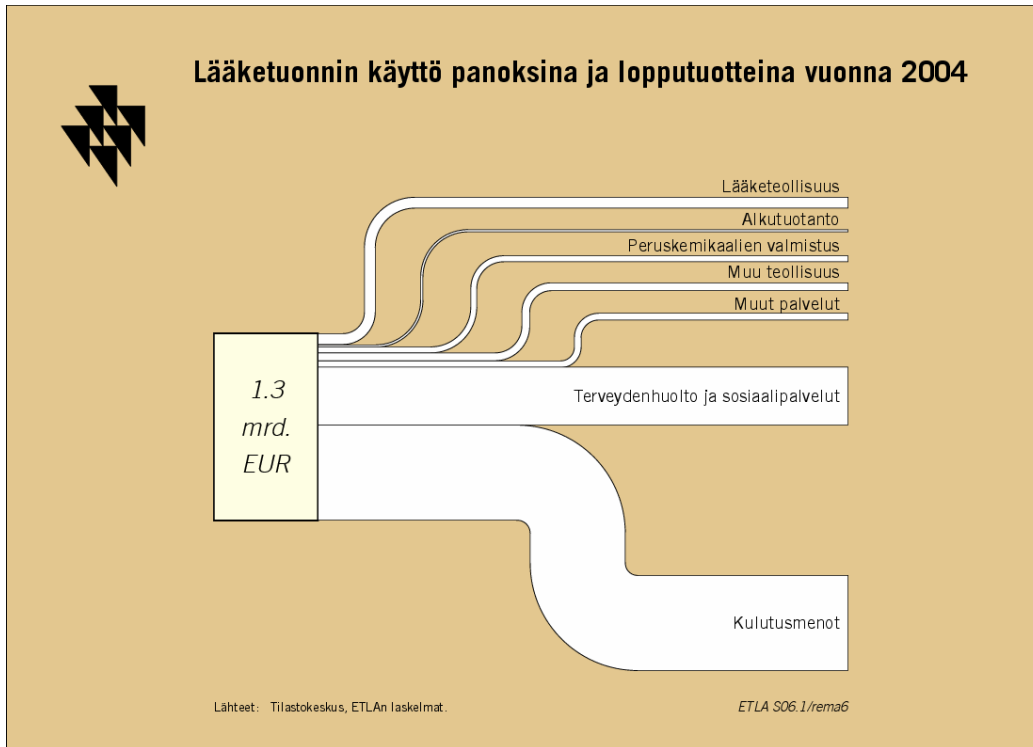 Lääketuonnin käyttö panoksina ja lopputuotteina vuonna 2004
Lääketeollisuus
Alkutuotanto
Peruskemikaalien valmistus
Muu teollisuus
Muut palvelut
1.3
mrd.
EUR
Terveydenhuolto ja sosiaalipalvelut
Kulutusmenot
Lähteet: Tilastokeskus, ETLAn laskelmat.
ETLA S06.1/rema6